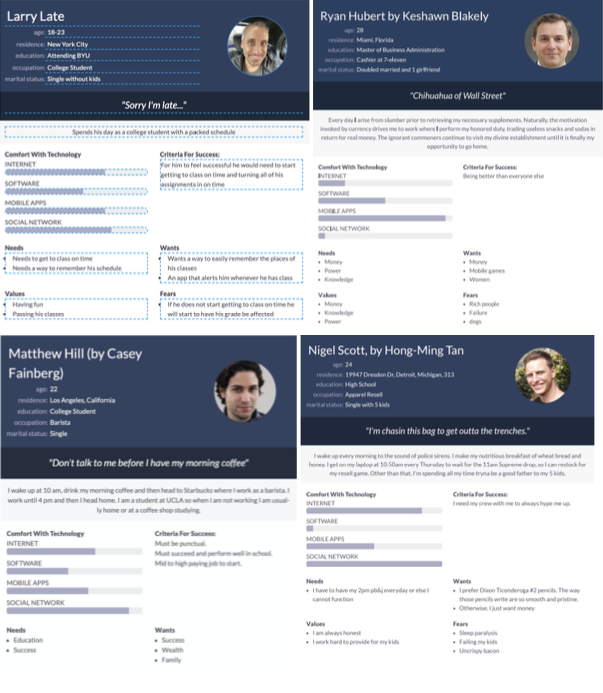 Larry Late
age: 18-23
residence: New York City
education: Attending BYU
occupation: College Student
marital status: Single without kids
"Sorry I'm late..."
Spends his day as a college student with a packed schedule
Comfort With Technology
INTERNET
SOFTWARE
MOBILE APPS
SOCIAL NETWORK
Criteria For Success:
For him to feel successful he would need to start
getting to class on time and turning all of his
assignments in on time
Needs
Needs to get to class on time
Needs a way to remember his schedule
Wants
Wants a way to easily remember the places of
his classes
An app that alerts him whenever he has class
Values
Having fun
Passing his classes
Fears
If he does not start getting to class on time he
will start to have his grade be affected
Ryan Hubert by Keshawn Blakely
age: 28
residence: Miami, Florida
education: Master of Business Administration
occupation: Cashier at 7-eleven
marital status: Doubled married and 1 girlfriend
"Chihuahua of Wall Street"
Every day I arise from slumber prior to retrieving my necessary supplements. Naturally, the motivation
invoked by currency drives me to work where I perform my honored duty, trading useless snacks and sodas in
return for real money. The ignorant commoners continue to visit my divine establishment until it is finally my
opportunity to go home.
Comfort With Technology
INTERNET
SOFTWARE
MOBILE APPS
SOCIAL NETWORK
Criteria For Success:
Being better than everyone else
Needs
Money
Power
Knowledge
Wants
Money
Mobile games
Women
Values
Money
Knowledge
Power
Fears
Rich people
Failure
dogs
Matthew Hill (by Casey
Fainberg)
age: 22
residence: Los Angeles, California
education: College Student
occupation: Barista
marital status: Single
"Don't talk to me before I have my morning coffee"
I wake up at 10 am, drink my morning coffee and then head to Starbucks where I work as a barista. I
work until 4 pm and then I head home. I am a student at UCLA so when I am not working I am usual-
ly home or at a coffee shop studying.
Comfort With Technology
INTERNET
SOFTWARE
MOBILE APPS
SOCIAL NETWORK
Criteria For Success:
Must be punctual.
Must succeed and perform well in school.
Mid to high paying job to start.
Needs
Education
Success
Wants
Success
Wealth
Family
Nigel Scott, by Hong-Ming Tan
age: 24
residence: 19947 Dresden Dr, Detroit, Michigan, 313
education: High School
occupation: Apparel Resell
marital status: Single with 5 kids
"I'm chasin this bag to get outta the trenches."
I wake up every morning to the sound of police sirens. I make my nutritious breakfast of wheat bread and
honey. I get on my laptop at 10:50am every Thursday to wait for the 11am Supreme drop, so I can restock for
my resell game. Other than that, I'm spending all my time tryna be a good father to my 5 kids.
Comfort With Technology
INTERNET
SOFTWARE
MOBILE APPS
SOCIAL NETWORK
Criteria For Success:
I need my crew with me to always hype me up.
Needs
I have to have my 2pm pb&j everyday or else I
cannot function
Wants
I prefer Dixon Ticonderoga #2 pencils. The way
those pencils write are so smooth and pristine.
Otherwise, I just want money
Values
I am always honest
I work hard to provide for my kids
Fears
Sleep paralysis
Failing my kids
Uncrispy bacon